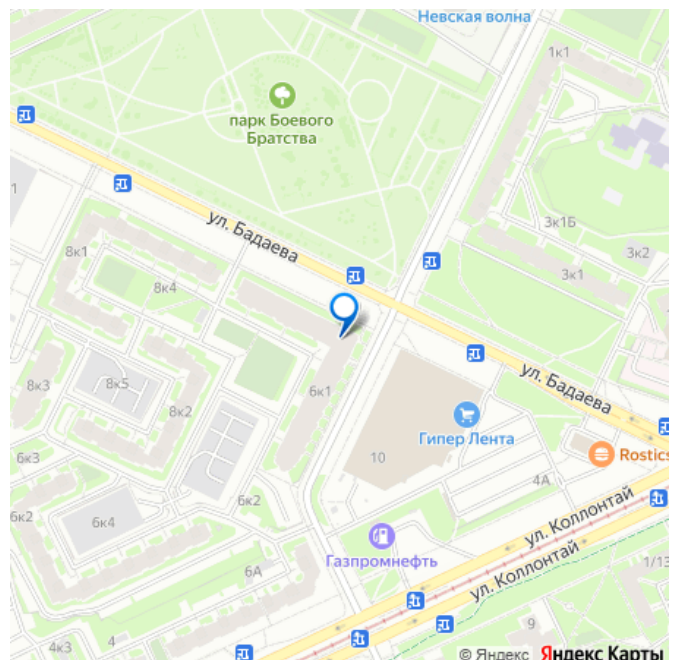 Невская волна
1к1
парк Боевого
Братства
1
ул. Бадаева
3к1Б
3к2
8к1
3к1
8к4
ул. Бадаева
8к3
8к5
6к1
8к2
Гипер Лента
Rostics
10
6к3
4А
6к2
6к2
6к4
ул. Коллонтай
Газпромнефть
ул. Коллонтай
6А
1/13
9
4к3
4
© Яндекс Яндекс Карты